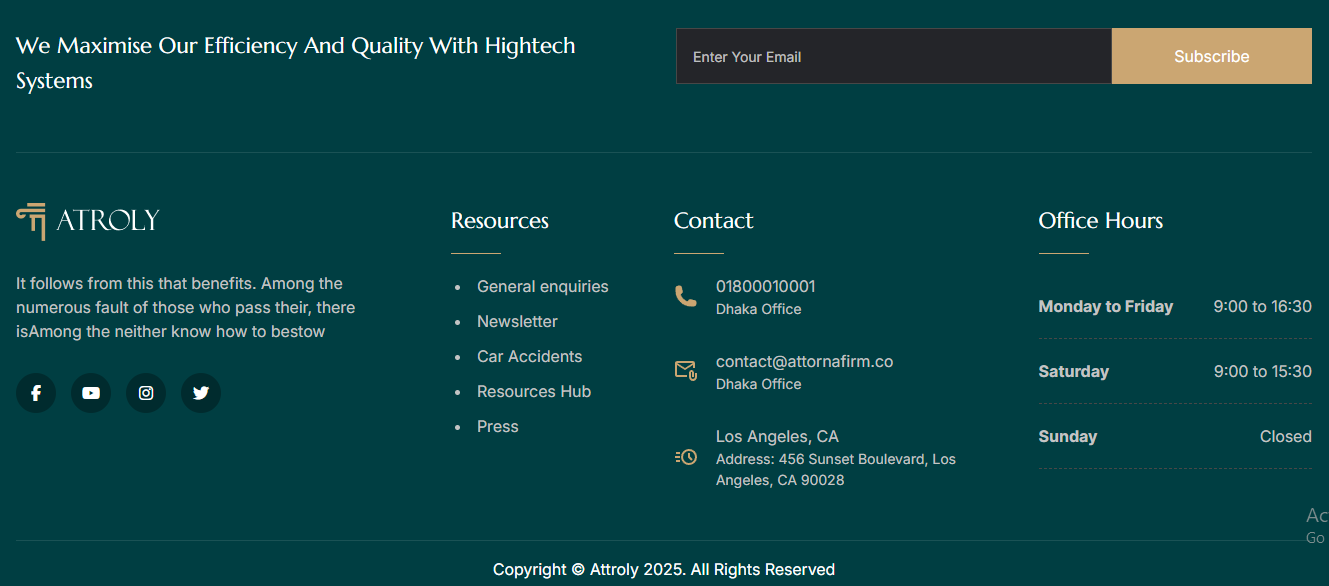 We Maximise Our Efficiency And Quality With Hightech
Systems
Enter Your Email
Subscribe
ATROLY
It follows from this that benefits. Among the
numerous fault of those who pass their, there
isAmong the neither know how to bestow
Resources
General enquiries
Newsletter
Car Accidents
Resources Hub
Press
Contact
01800010001
Dhaka Office
contact@attornafirm.co
Dhaka Office
Los Angeles, CA
Address: 456 Sunset Boulevard, Los
Angeles, CA 90028
Office Hours
Monday to Friday 9:00 to 16:30
Saturday 9:00 to 15:30
Sunday Closed
Ac
Go
Copyright © Attroly 2025. All Rights Reserved